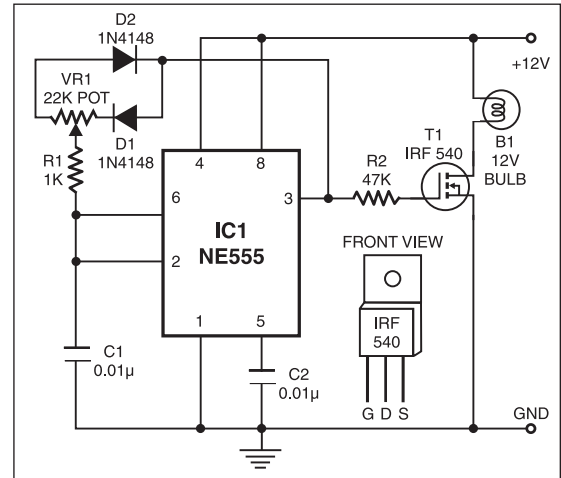 D2
1N4148
VR1
22K POT
D1
1N4148
R1
1K
4
8
6
2
3
1
5
IC1
NE555
R2
47K
T1
IRF 540
+12V
B1
12V
BULB
FRONT VIEW
IRF
540
G D S
C1
0.01µ
C2
0.01µ
GND